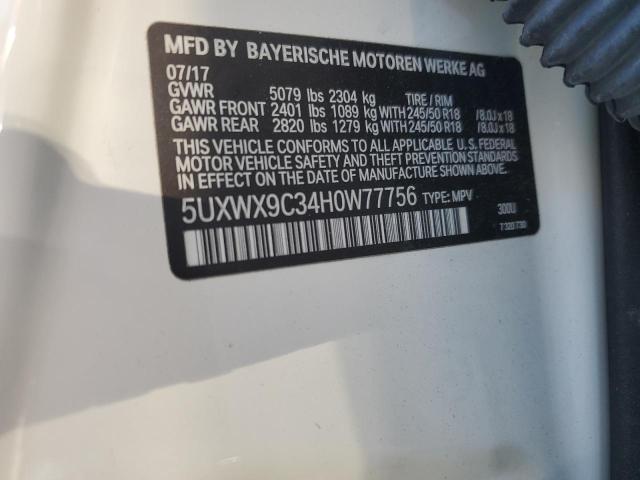 MFD BY BAYERISCHE MOTOREN WERKE AG
07/17
GVWR 5079 lbs 2304 kg TIRE / RIM
GAWR FRONT 2401 lbs 1089 kg WITH 245/50 R18 /8.0J x 18
GAWR REAR 2820 lbs 1279 kg WITH 245/50 R18 /8.0J x 18
THIS VEHICLE CONFORMS TO ALL APPLICABLE U. S. FEDERAL
MOTOR VEHICLE SAFETY AND THEFT PREVENTION STANDARDS
IN EFFECT ON THE DATE OF MANUFACTURE SHOWN ABOVE.
5UXWX9C34H0W77756 TYPE: MPV 300U
7 320 730